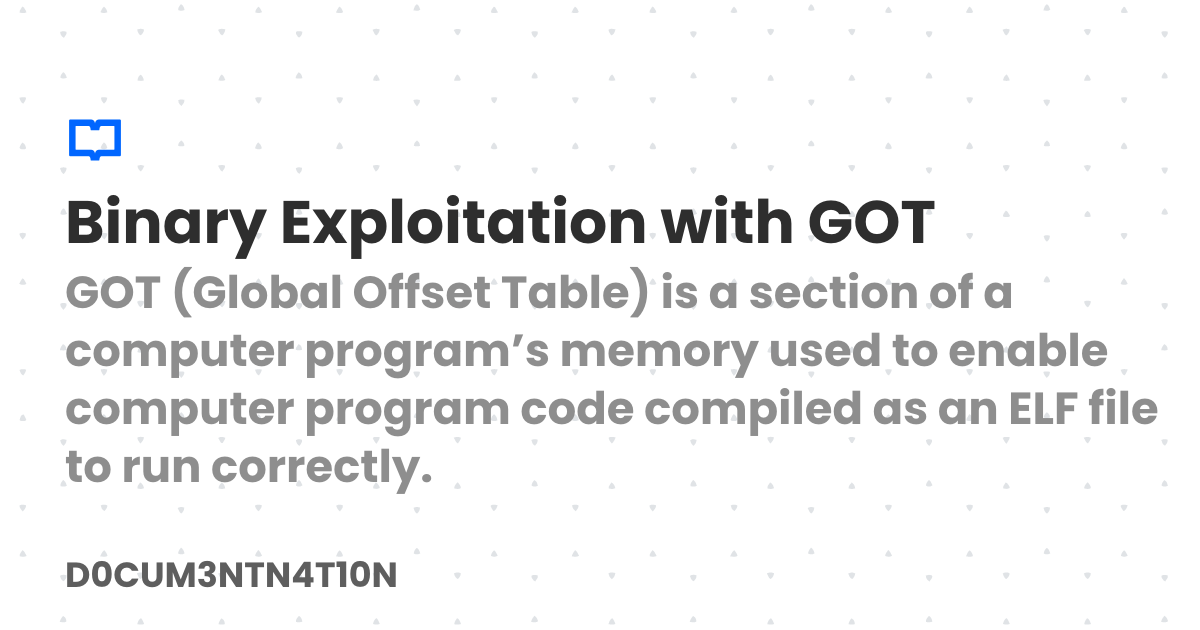 Binary Exploitation with GOT
GOT (Global Offset Table) is a section of a
computer program’s memory used to enable
computer program code compiled as an ELF file
to run correctly.
D0CUM3NTN4T10N